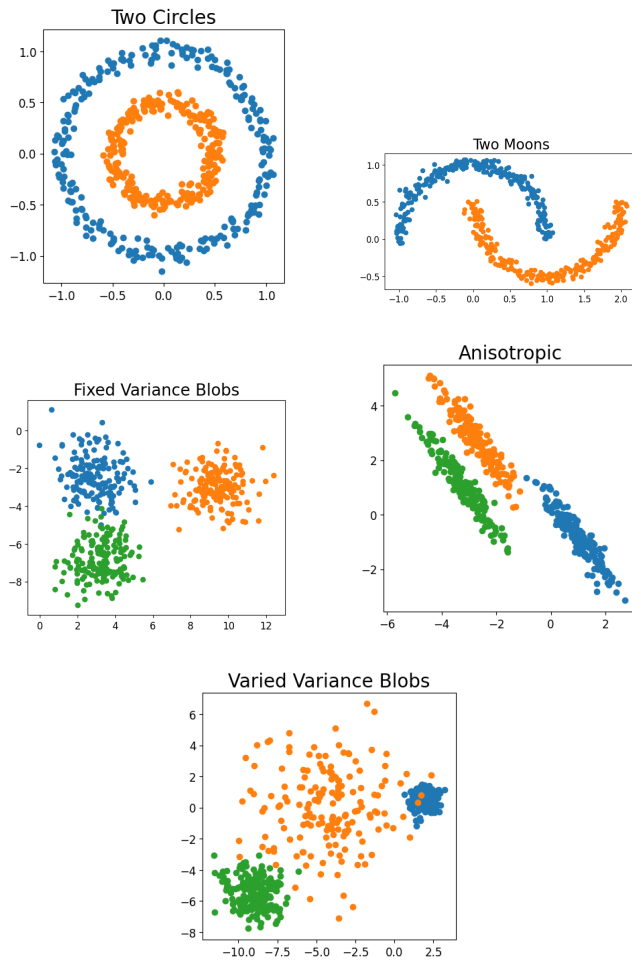 Two Circles
1.0
0.5
0.0
−0.5
−1.0
−1.0 −0.5 0.0 0.5 1.0
Two Moons
1.0
0.5
0.0
−0.5
−1.0 −0.5 0.0 0.5 1.0 1.5 2.0
Fixed Variance Blobs
0
−2
−4
−6
−8
0 2 4 6 8 10 12
Anisotropic
4
2
0
−2
−6 −4 −2 0 2
Varied Variance Blobs
6
4
2
0
−2
−4
−6
−8
−10.0 −7.5 −5.0 −2.5 0.0 2.5